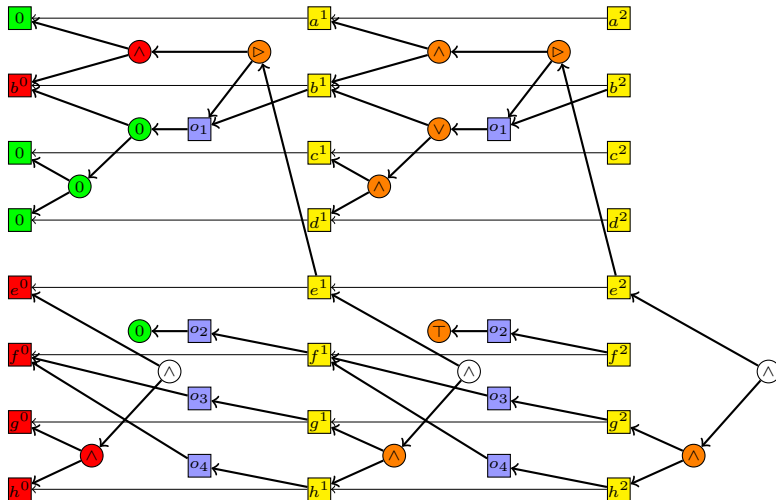 0 a¹ a²
∧ ▷ ∧ ▷
b⁰ b¹ b²
0 o₁ ∨ o₁
0 c¹ c²
0 ∧
0 d¹ d²
e⁰ e¹ e²
0 o₂ ⊤ o₂
f⁰ f¹ f²
∧ ∧ ∧
o₃ o₃
g⁰ g¹ g²
∧ ∧ ∧
o₄ o₄
h⁰ h¹ h²